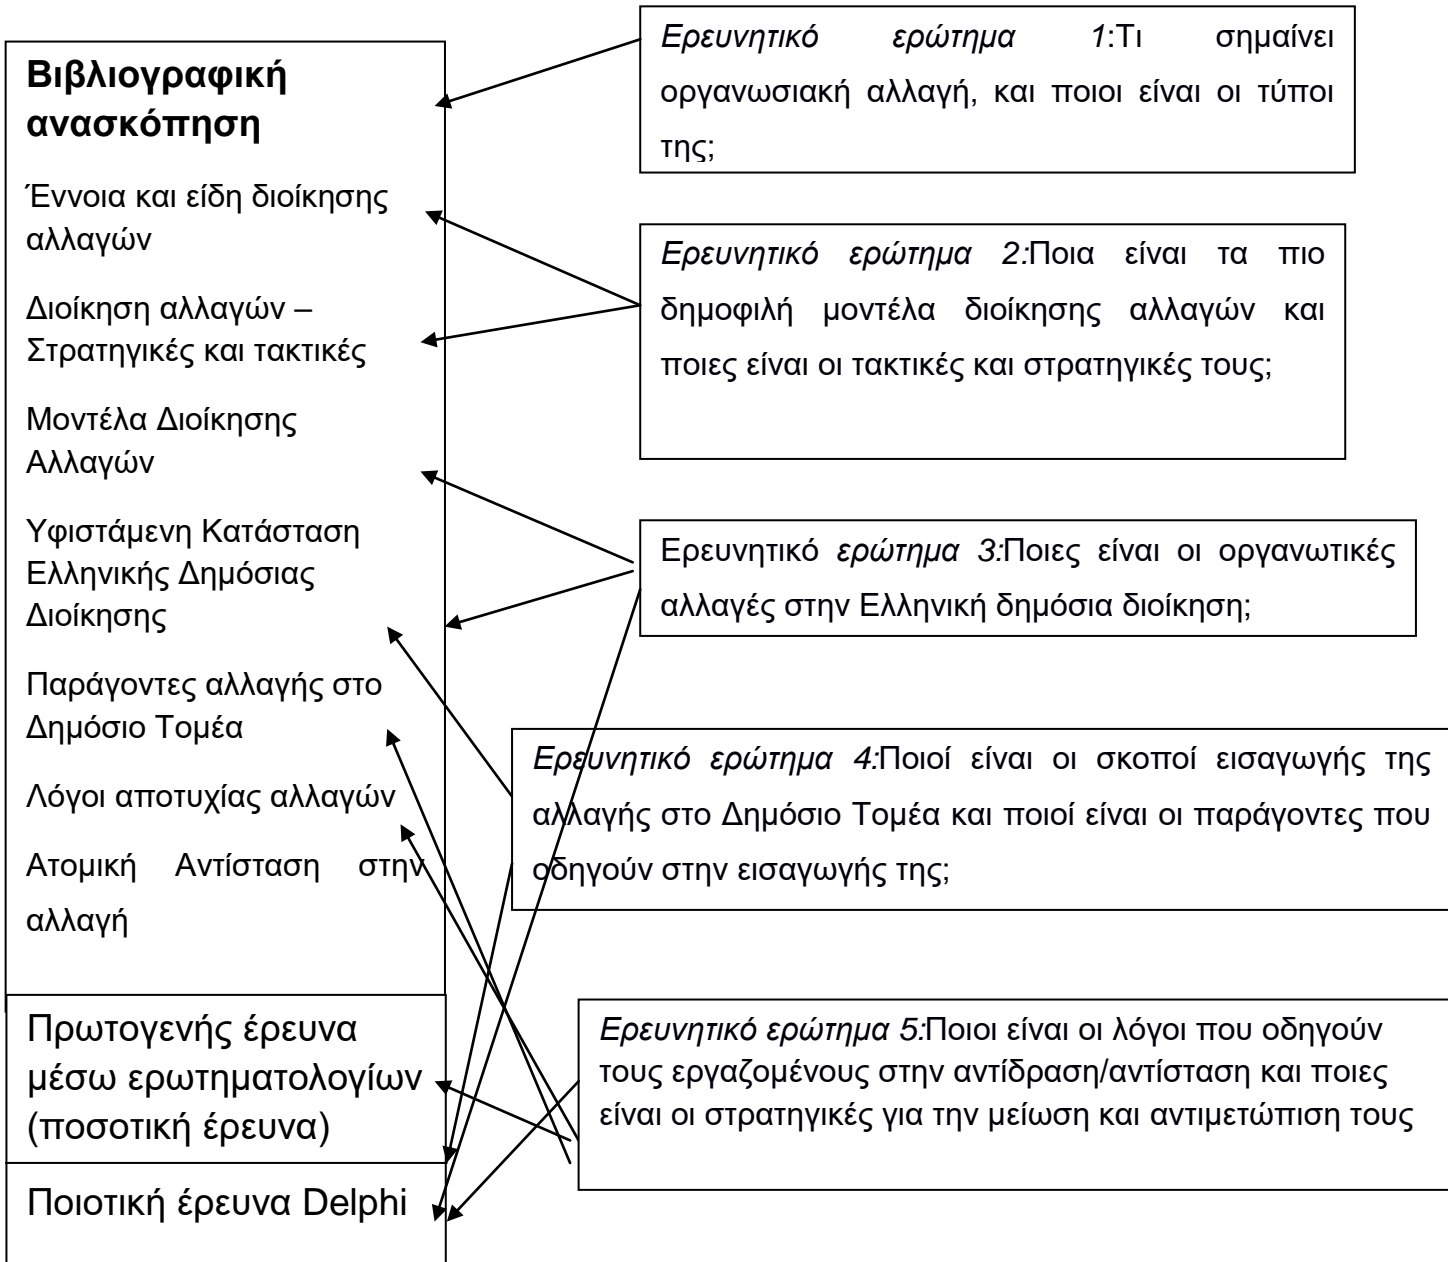 Βιβλιογραφική
ανασκόπηση
Έννοια και είδη διοίκησης
αλλαγών
Διοίκηση αλλαγών –
Στρατηγικές και τακτικές
Μοντέλα Διοίκησης
Αλλαγών
Υφιστάμενη Κατάσταση
Ελληνικής Δημόσιας
Διοίκησης
Παράγοντες αλλαγής στο
Δημόσιο Τομέα
Λόγοι αποτυχίας αλλαγών
Ατομική Αντίσταση στην
αλλαγή
Πρωτογενής έρευνα
μέσω ερωτηματολογίων
(ποσοτική έρευνα)
Ποιοτική έρευνα Delphi
Ερευνητικό ερώτημα 1:Τι σημαίνει
οργανωσιακή αλλαγή, και ποιοι είναι οι τύποι
της;
Ερευνητικό ερώτημα 2:Ποια είναι τα πιο
δημοφιλή μοντέλα διοίκησης αλλαγών και
ποιες είναι οι τακτικές και στρατηγικές τους;
Ερευνητικό ερώτημα 3:Ποιες είναι οι οργανωτικές
αλλαγές στην Ελληνική δημόσια διοίκηση;
Ερευνητικό ερώτημα 4:Ποιοί είναι οι σκοποί εισαγωγής της
αλλαγής στο Δημόσιο Τομέα και ποιοί είναι οι παράγοντες που
οδηγούν στην εισαγωγής της;
Ερευνητικό ερώτημα 5:Ποιοι είναι οι λόγοι που οδηγούν
τους εργαζομένους στην αντίδραση/αντίσταση και ποιες
είναι οι στρατηγικές για την μείωση και αντιμετώπιση τους